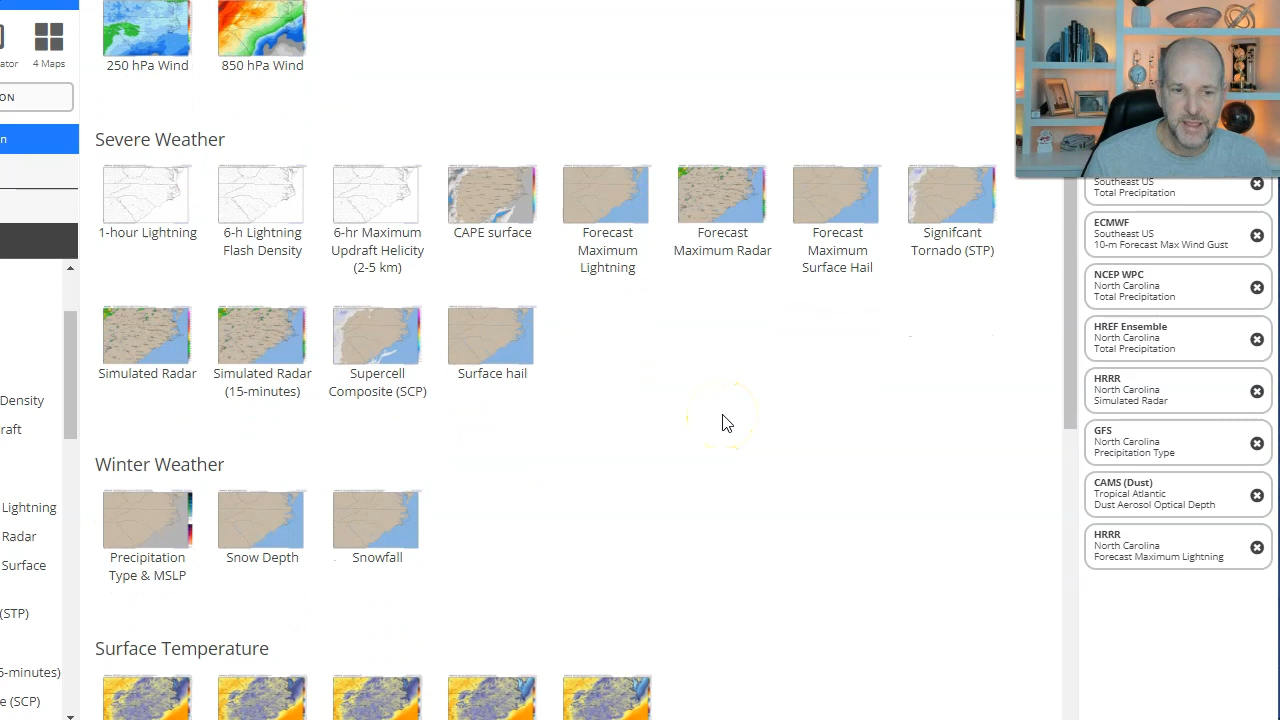 ator
4 Maps
ON
n
Density
raft
Lightning
Radar
Surface
(STP)
5-minutes)
e (SCP)
250 hPa Wind
850 hPa Wind
Severe Weather
1-hour Lightning
6-h Lightning
Flash Density
6-hr Maximum
Updraft Helicity
(2-5 km)
CAPE surface
Forecast
Maximum
Lightning
Forecast
Maximum Radar
Forecast
Maximum
Surface Hail
Signifcant
Tornado (STP)
Simulated Radar
Simulated Radar
(15-minutes)
Supercell
Composite (SCP)
Surface hail
Winter Weather
Precipitation
Type & MSLP
Snow Depth
Snowfall
Surface Temperature
Southeast US
Total Precipitation
ECMWF
Southeast US
10-m Forecast Max Wind Gust
NCEP WPC
North Carolina
Total Precipitation
HREF Ensemble
North Carolina
Total Precipitation
HRRR
North Carolina
Simulated Radar
GFS
North Carolina
Precipitation Type
CAMS (Dust)
Tropical Atlantic
Dust Aerosol Optical Depth
HRRR
North Carolina
Forecast Maximum Lightning